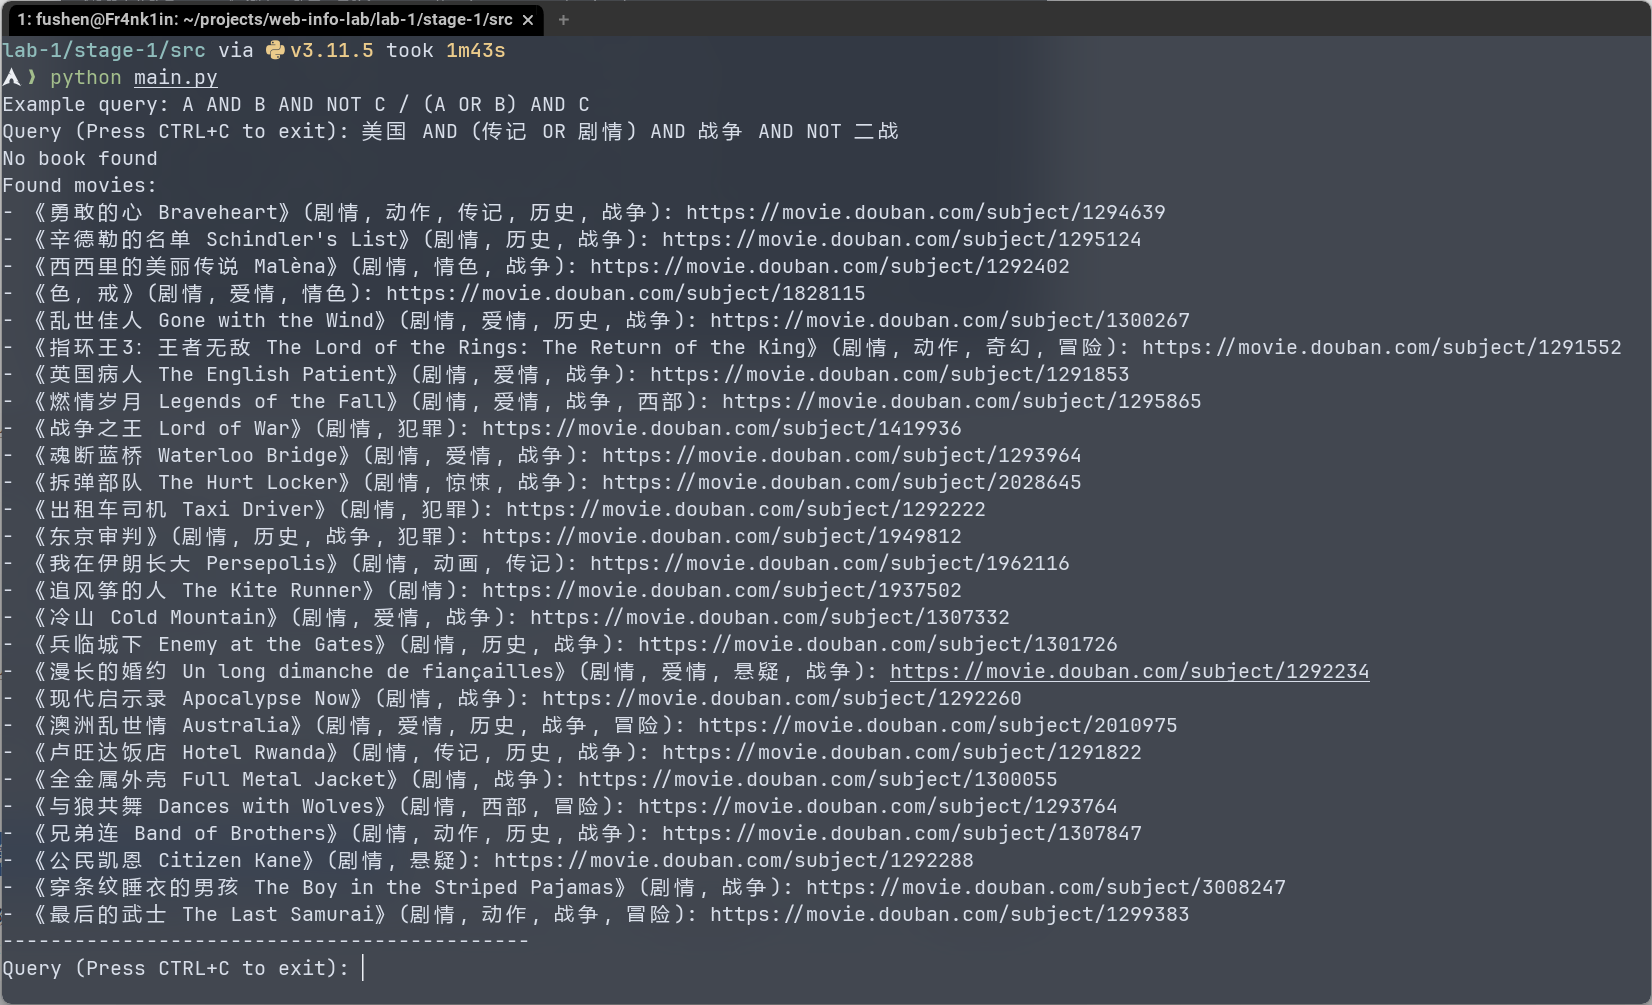 1: fushen@Fr4nk1in: ~/projects/web-info-lab/lab-1/stage-1/src × +
lab-1/stage-1/src via v3.11.5 took 1m43s
❯ python main.py
Example query: A AND B AND NOT C / (A OR B) AND C
Query (Press CTRL+C to exit): 美国 AND (传记 OR 剧情) AND 战争 AND NOT 二战
No book found
Found movies:
- 《勇敢的心 Braveheart》(剧情, 动作, 传记, 历史, 战争): https://movie.douban.com/subject/1294639
- 《辛德勒的名单 Schindler's List》(剧情, 历史, 战争): https://movie.douban.com/subject/1295124
- 《西西里的美丽传说 Malèna》(剧情, 情色, 战争): https://movie.douban.com/subject/1292402
- 《色，戒》(剧情, 爱情, 情色): https://movie.douban.com/subject/1828115
- 《乱世佳人 Gone with the Wind》(剧情, 爱情, 历史, 战争): https://movie.douban.com/subject/1300267
- 《指环王3：王者无敌 The Lord of the Rings: The Return of the King》(剧情, 动作, 奇幻, 冒险): https://movie.douban.com/subject/1291552
- 《英国病人 The English Patient》(剧情, 爱情, 战争): https://movie.douban.com/subject/1291853
- 《燃情岁月 Legends of the Fall》(剧情, 爱情, 战争, 西部): https://movie.douban.com/subject/1295865
- 《战争之王 Lord of War》(剧情, 犯罪): https://movie.douban.com/subject/1419936
- 《魂断蓝桥 Waterloo Bridge》(剧情, 爱情, 战争): https://movie.douban.com/subject/1293964
- 《拆弹部队 The Hurt Locker》(剧情, 惊悚, 战争): https://movie.douban.com/subject/2028645
- 《出租车司机 Taxi Driver》(剧情, 犯罪): https://movie.douban.com/subject/1292222
- 《东京审判》(剧情, 历史, 战争, 犯罪): https://movie.douban.com/subject/1949812
- 《我在伊朗长大 Persepolis》(剧情, 动画, 传记): https://movie.douban.com/subject/1962116
- 《追风筝的人 The Kite Runner》(剧情): https://movie.douban.com/subject/1937502
- 《冷山 Cold Mountain》(剧情, 爱情, 战争): https://movie.douban.com/subject/1307332
- 《兵临城下 Enemy at the Gates》(剧情, 历史, 战争): https://movie.douban.com/subject/1301726
- 《漫长的婚约 Un long dimanche de fiançailles》(剧情, 爱情, 悬疑, 战争): https://movie.douban.com/subject/1292234
- 《现代启示录 Apocalypse Now》(剧情, 战争): https://movie.douban.com/subject/1292260
- 《澳洲乱世情 Australia》(剧情, 爱情, 历史, 战争, 冒险): https://movie.douban.com/subject/2010975
- 《卢旺达饭店 Hotel Rwanda》(剧情, 传记, 历史, 战争): https://movie.douban.com/subject/1291822
- 《全金属外壳 Full Metal Jacket》(剧情, 战争): https://movie.douban.com/subject/1300055
- 《与狼共舞 Dances with Wolves》(剧情, 西部, 冒险): https://movie.douban.com/subject/1293764
- 《兄弟连 Band of Brothers》(剧情, 动作, 历史, 战争): https://movie.douban.com/subject/1307847
- 《公民凯恩 Citizen Kane》(剧情, 悬疑): https://movie.douban.com/subject/1292288
- 《穿条纹睡衣的男孩 The Boy in the Striped Pajamas》(剧情, 战争): https://movie.douban.com/subject/3008247
- 《最后的武士 The Last Samurai》(剧情, 动作, 战争, 冒险): https://movie.douban.com/subject/1299383
--------------------------------------------
Query (Press CTRL+C to exit):